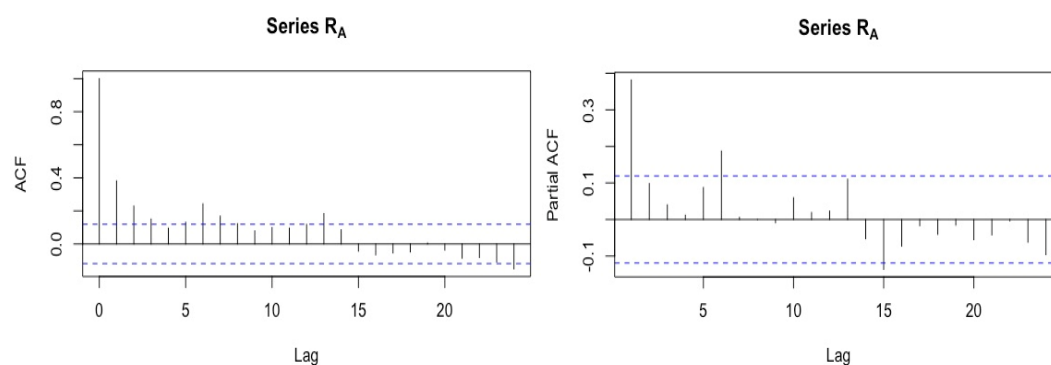 Series R_A
ACF
0.0 0.4 0.8
0 5 10 15 20
Lag
Series R_A
Partial ACF
-0.1 0.1 0.3
5 10 15 20
Lag